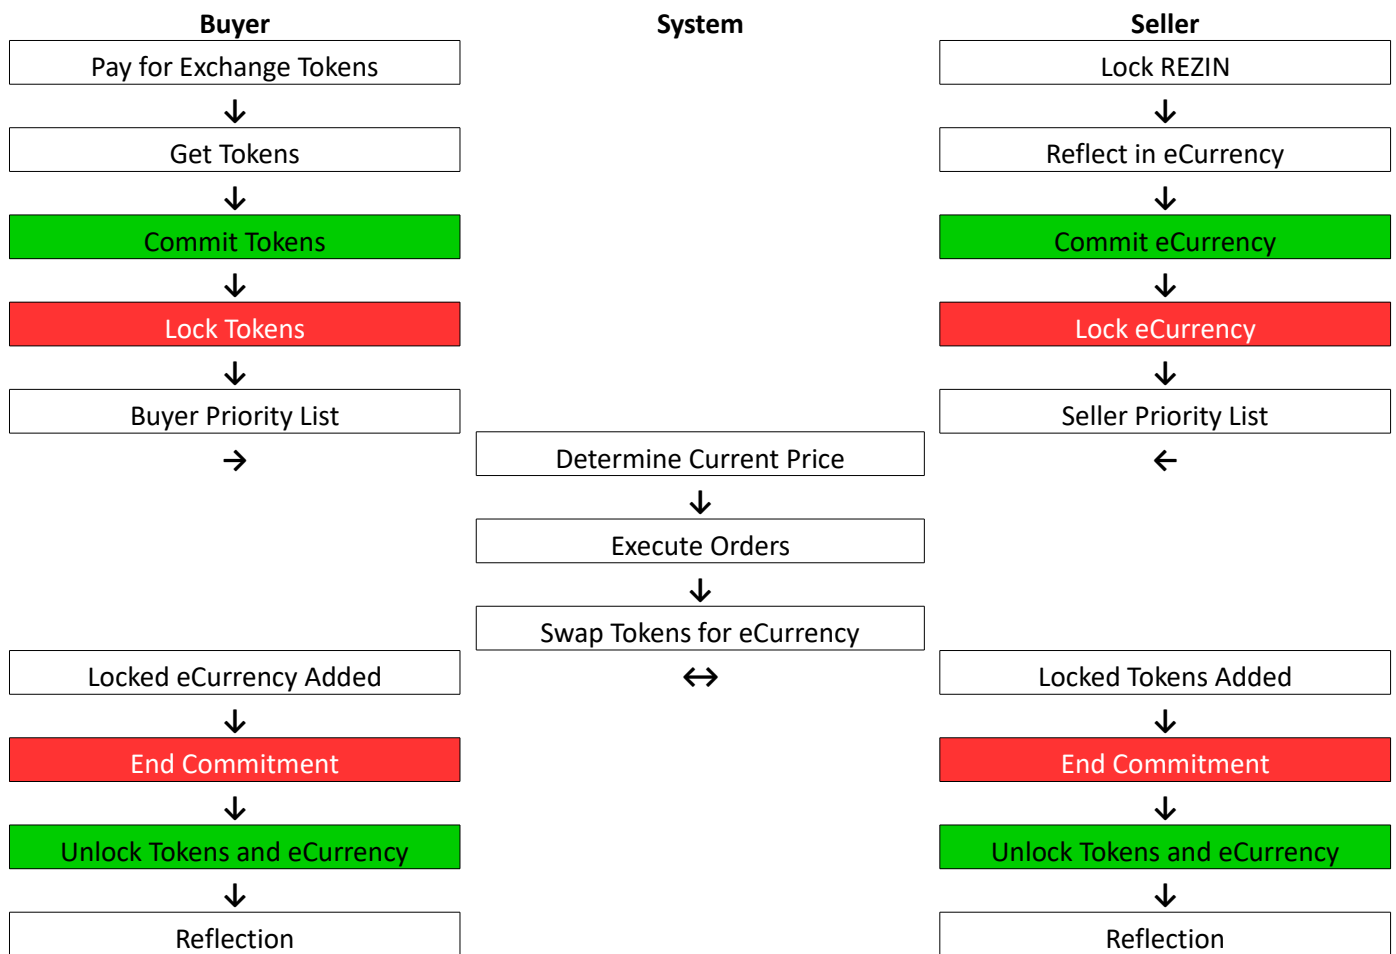 Buyer
System
Seller
Pay for Exchange Tokens
Lock REZIN
Get Tokens
Reflect in eCurrency
Commit Tokens
Commit eCurrency
Lock Tokens
Lock eCurrency
Buyer Priority List
Seller Priority List
Determine Current Price
Execute Orders
Swap Tokens for eCurrency
Locked eCurrency Added
Locked Tokens Added
End Commitment
End Commitment
Unlock Tokens and eCurrency
Unlock Tokens and eCurrency
Reflection
Reflection